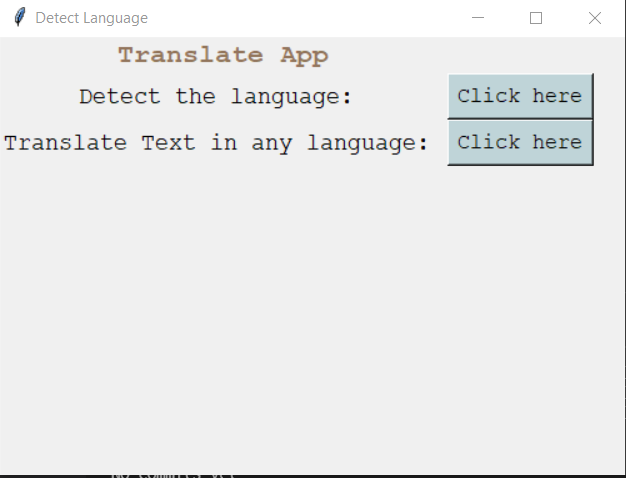 Detect Language
Translate App
Detect the language: Click here
Translate Text in any language: Click here